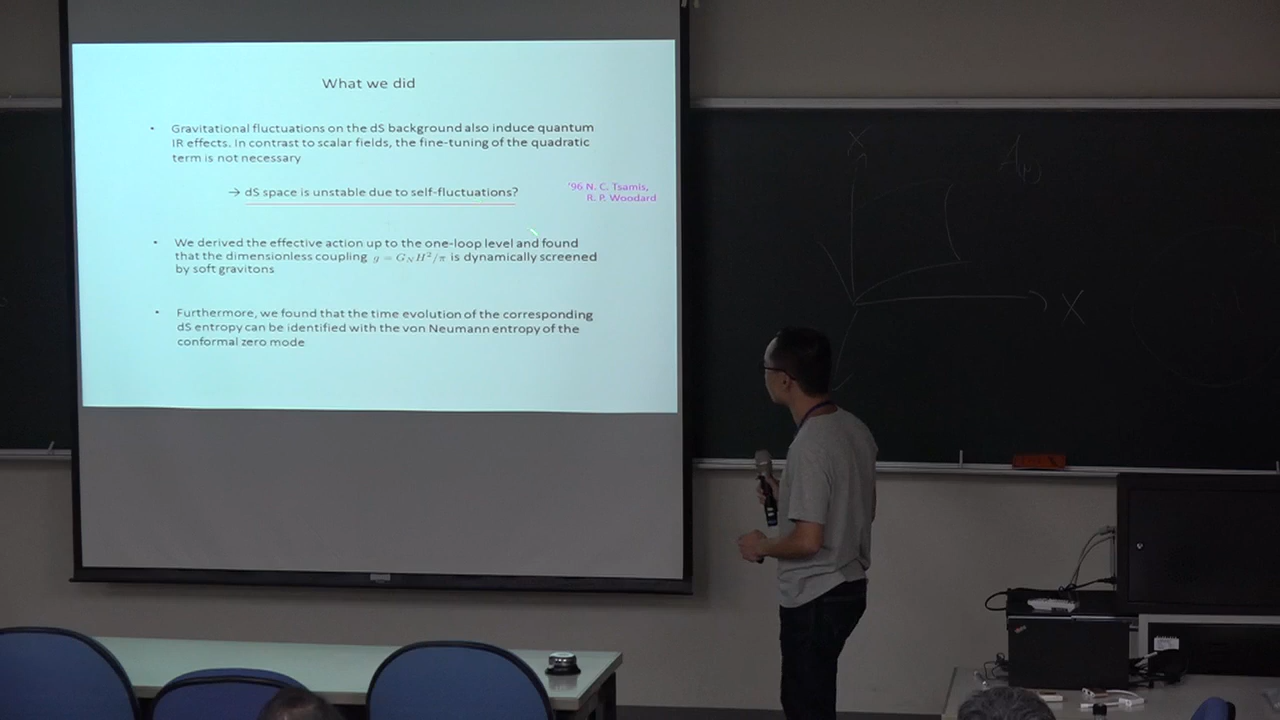 What we did
• Gravitational fluctuations on the dS background also induce quantum
IR effects. In contrast to scalar fields, the fine-tuning of the quadratic
term is not necessary
→ dS space is unstable due to self-fluctuations?
'96 N. C. Tsamis,
R. P. Woodard
• We derived the effective action up to the one-loop level and found
that the dimensionless coupling g = G_N H²/π is dynamically screened
by soft gravitons
• Furthermore, we found that the time evolution of the corresponding
dS entropy can be identified with the von Neumann entropy of the
conformal zero mode
X
X